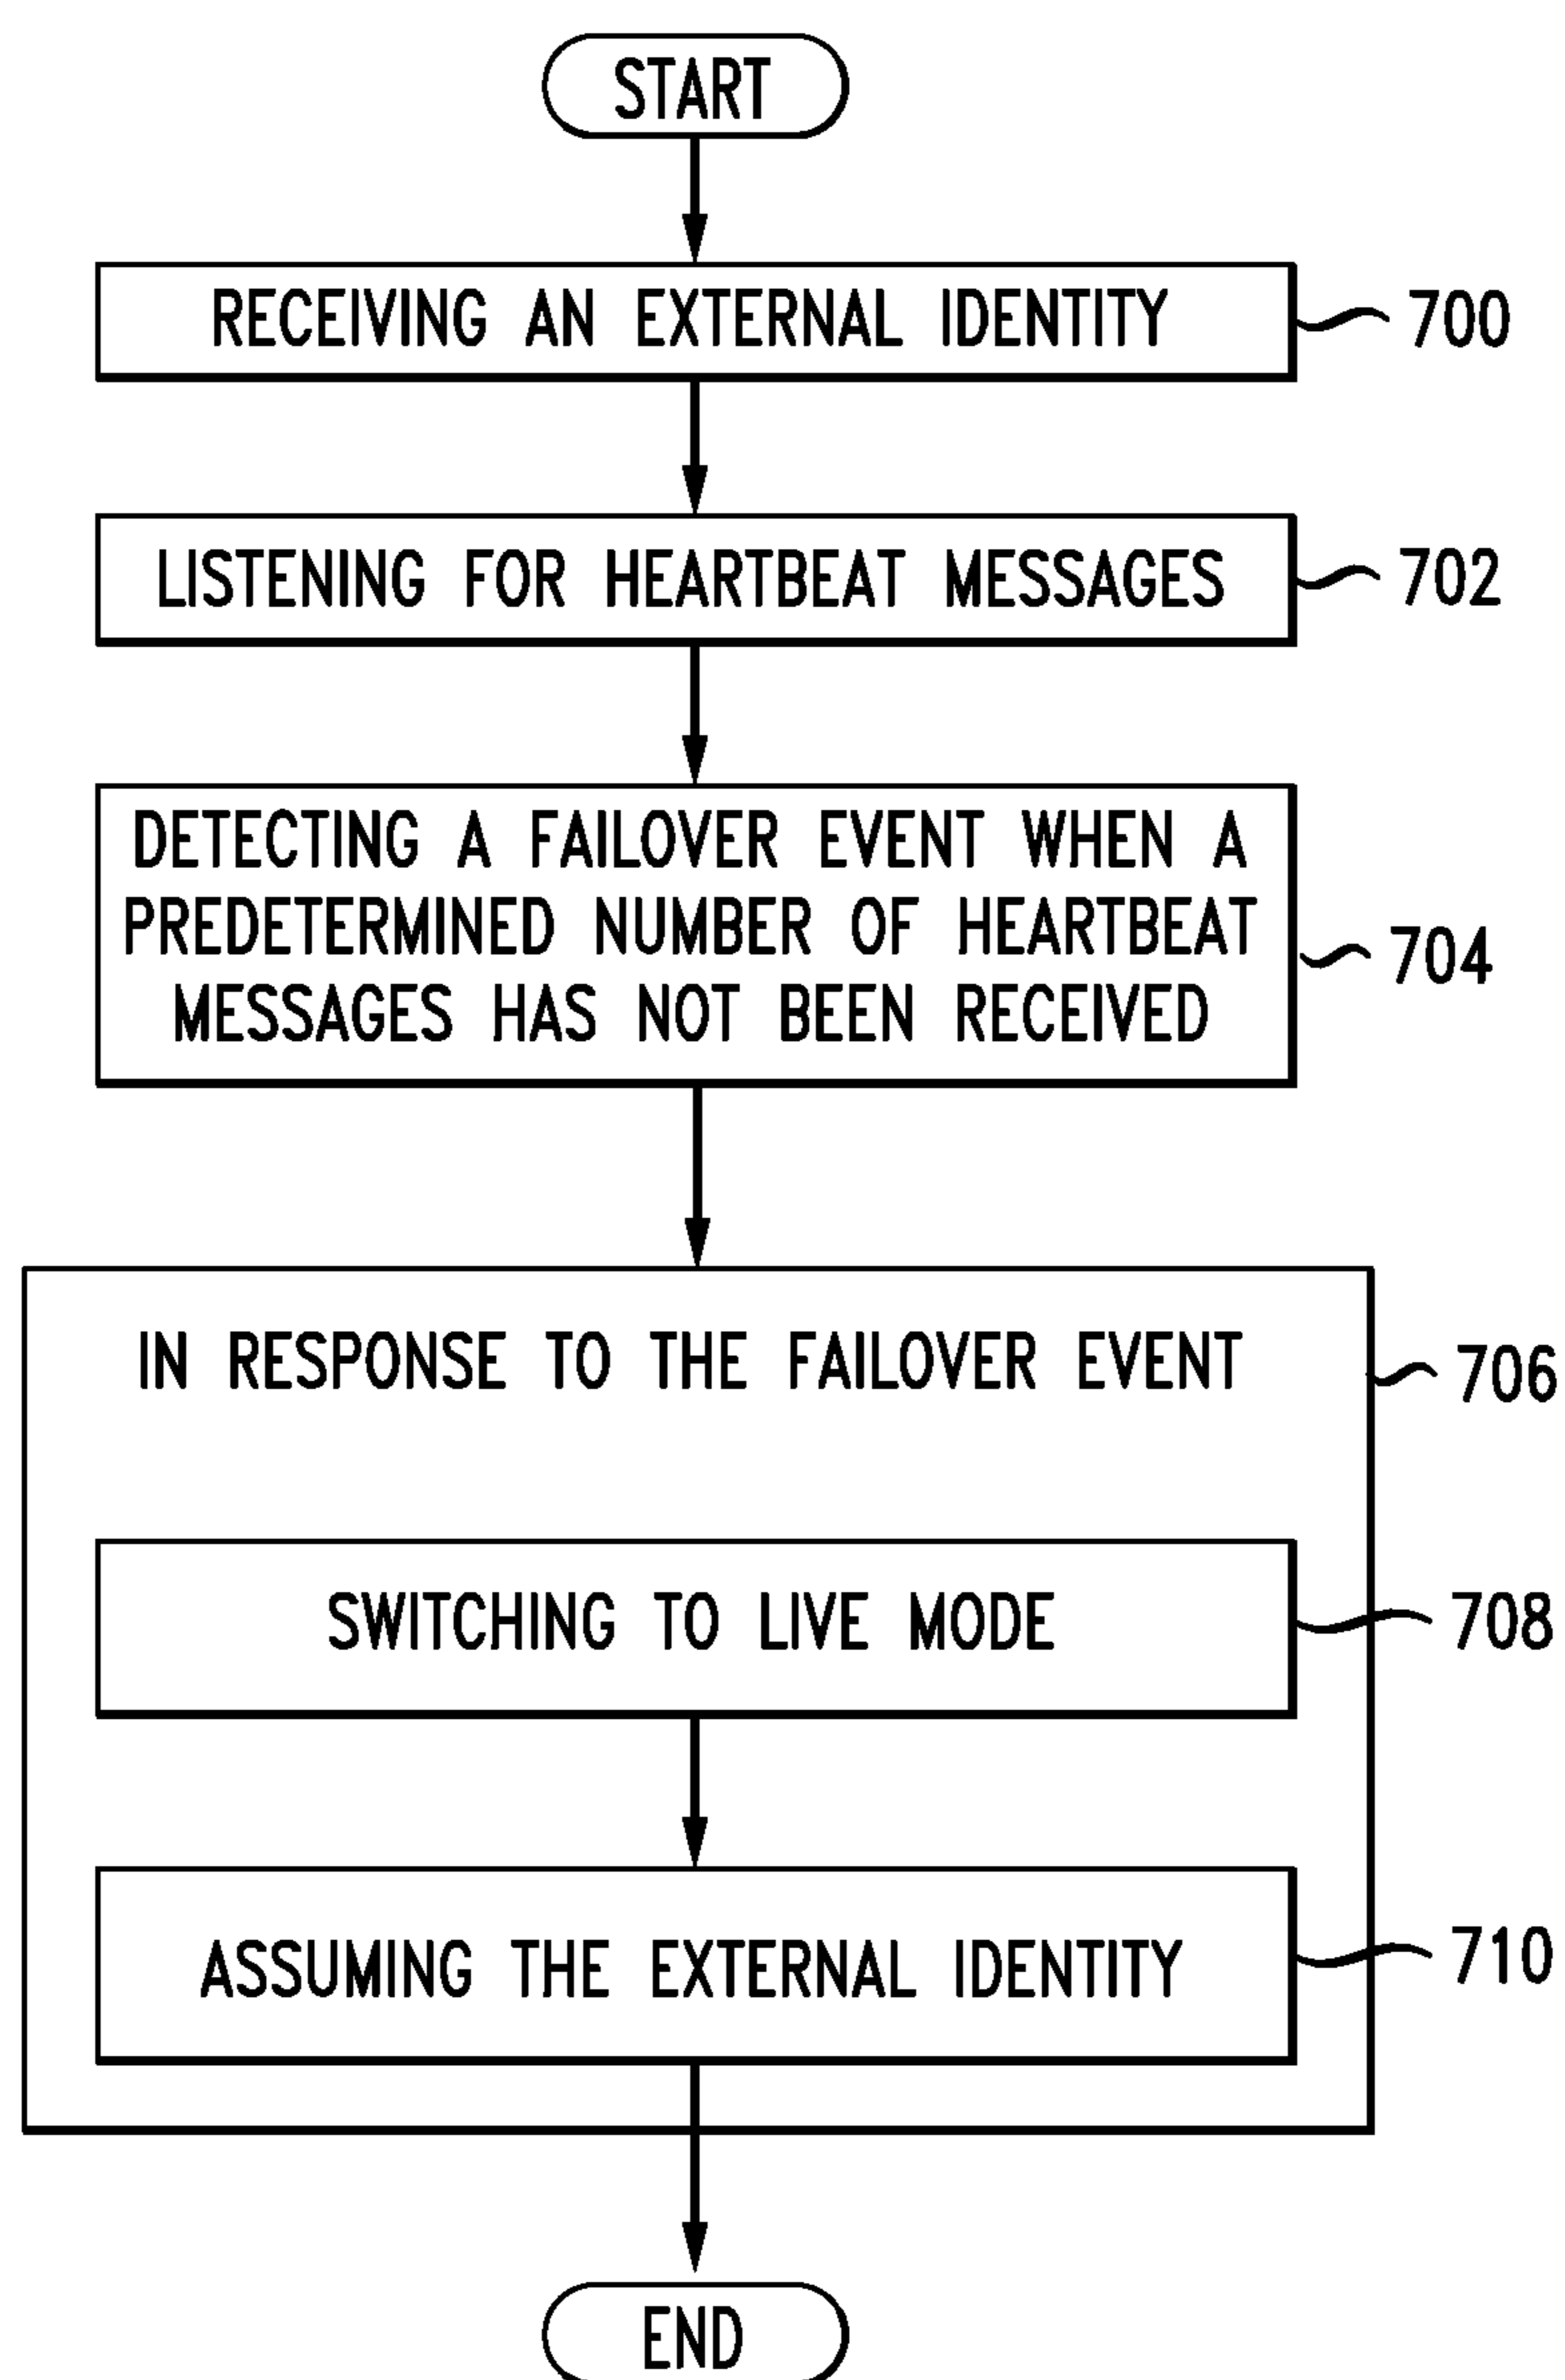 START
RECEIVING AN EXTERNAL IDENTITY
700
LISTENING FOR HEARTBEAT MESSAGES
702
DETECTING A FAILOVER EVENT WHEN A
PREDETERMINED NUMBER OF HEARTBEAT
MESSAGES HAS NOT BEEN RECEIVED
704
IN RESPONSE TO THE FAILOVER EVENT
706
SWITCHING TO LIVE MODE
708
ASSUMING THE EXTERNAL IDENTITY
710
END